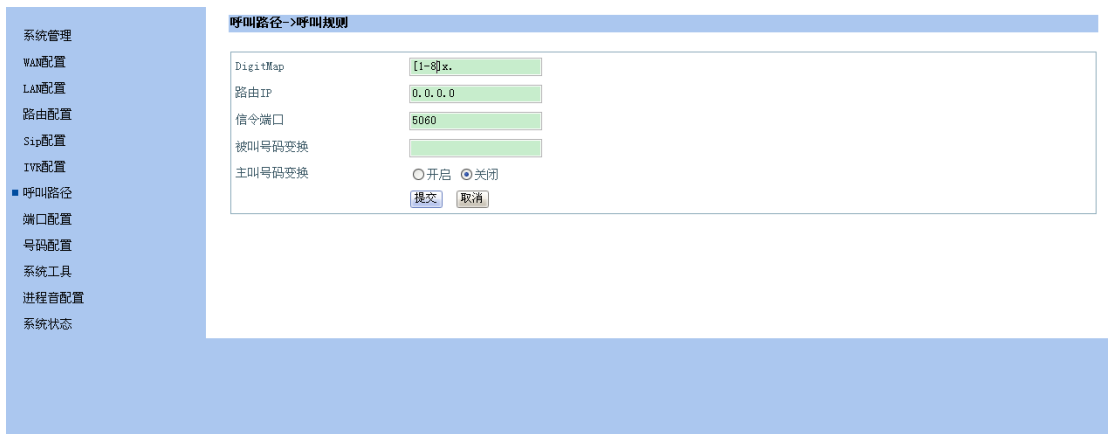 呼叫路径->呼叫规则
系统管理
WAN配置
LAN配置
路由配置
Sip配置
IVR配置
呼叫路径
端口配置
号码配置
系统工具
进程音配置
系统状态
DigitMap [1-8]x.
路由IP 0.0.0.0
信令端口 5060
被叫号码变换
主叫号码变换 开启 关闭
提交 取消